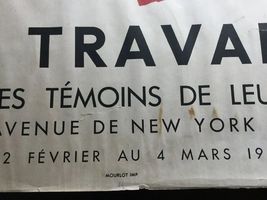 TRAVAI
ES TÉMOINS DE LEU
AVENUE DE NEW YORK
2 FÉVRIER AU 4 MARS 19
MOURLOT IMP.